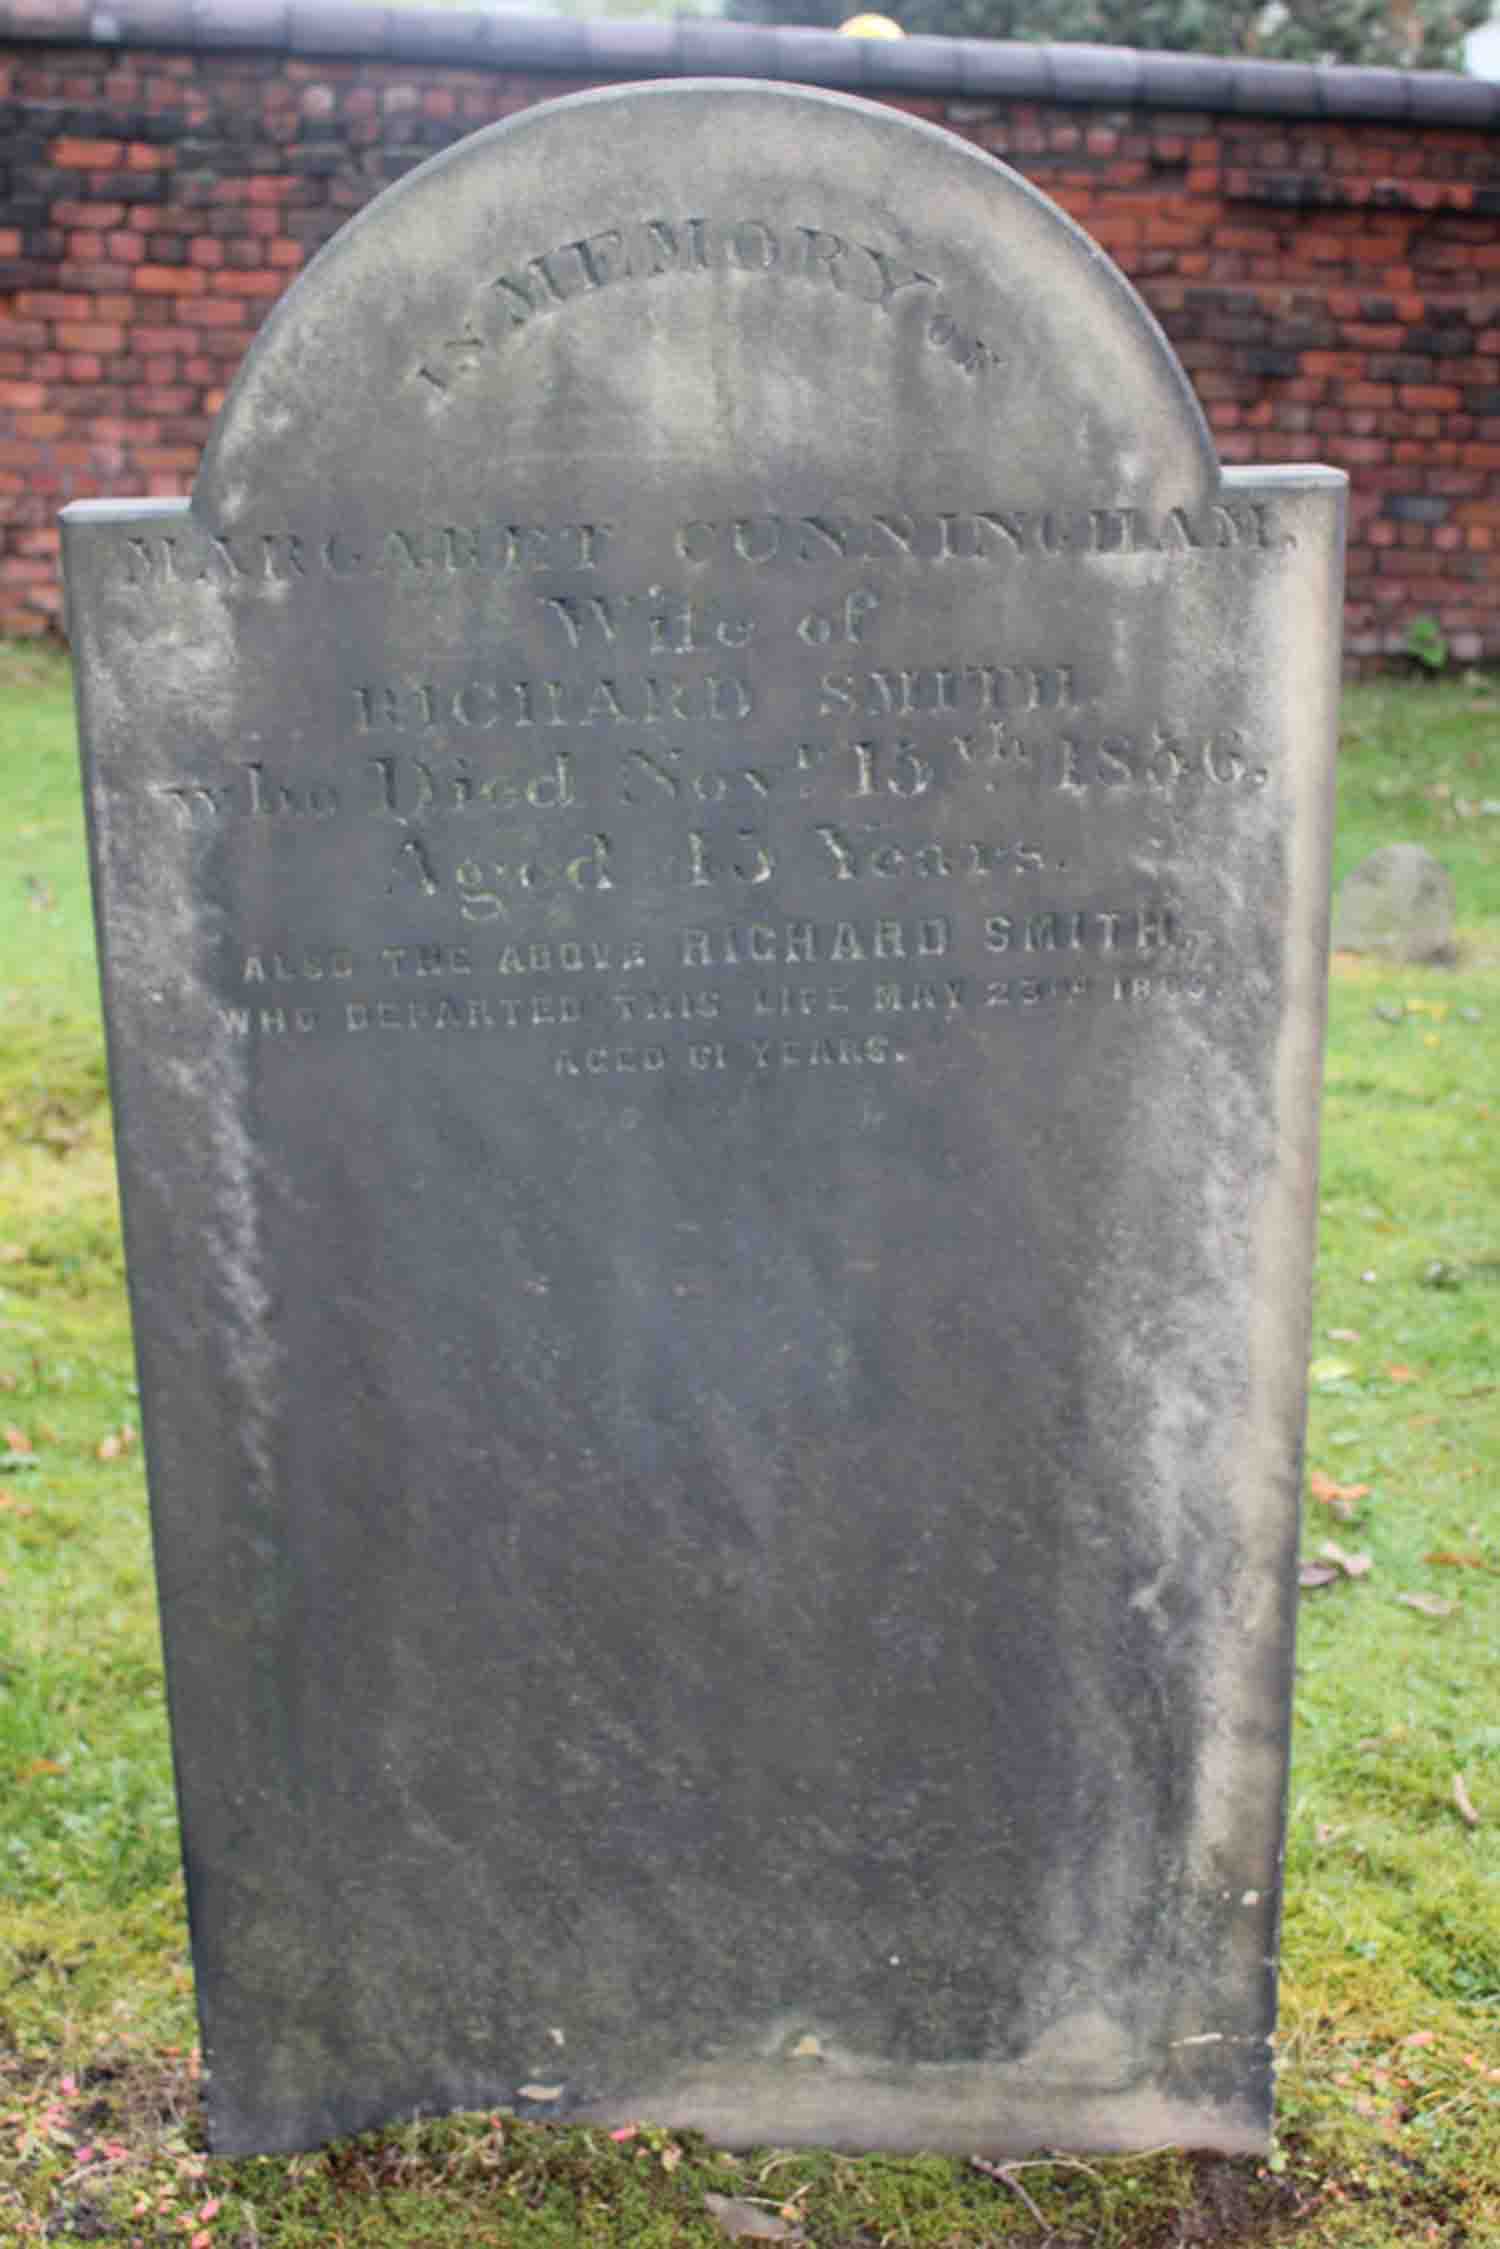 IN MEMORY OF
MARGARET CUNNINGHAM,
Wife of
RICHARD SMITH,
who Died Novr. 15th. 1856,
Aged 45 Years.
ALSO THE ABOVE RICHARD SMITH,
WHO DEPARTED THIS LIFE MAY
AGED 61 YEARS.